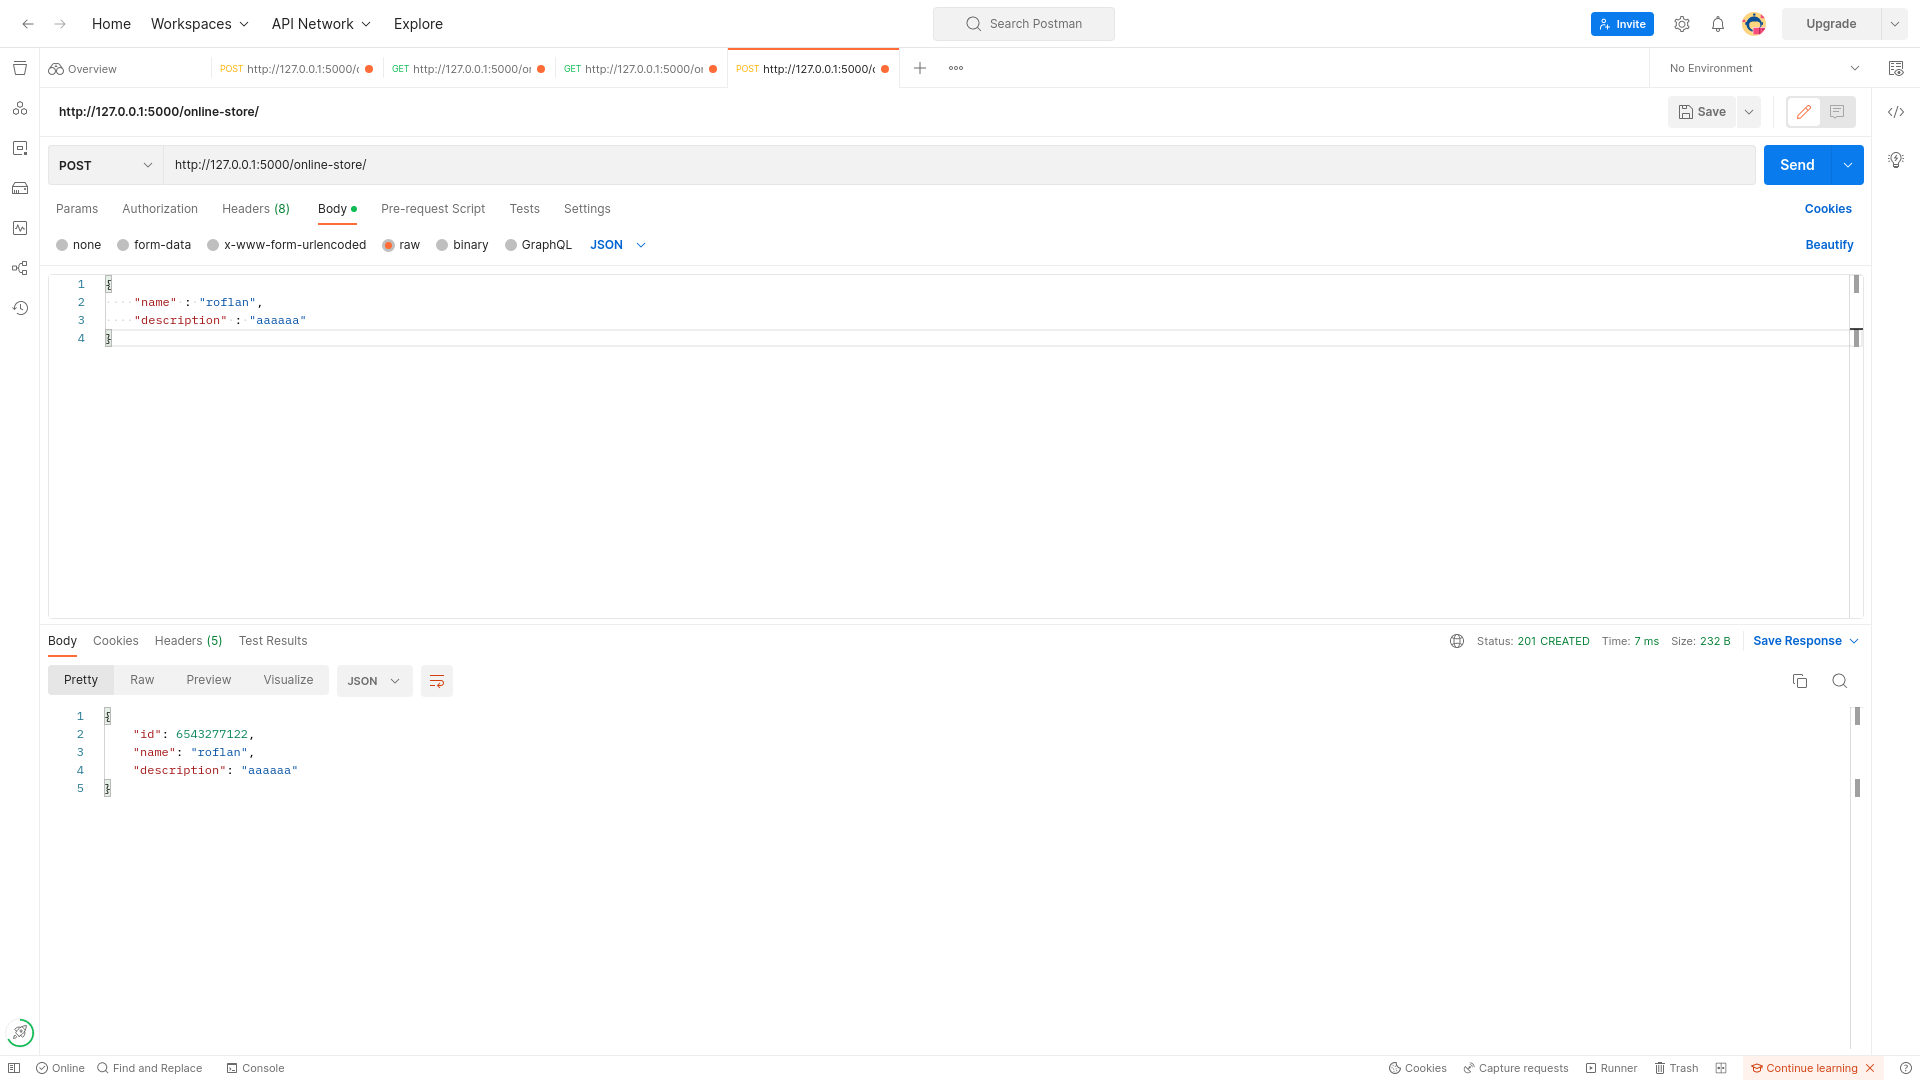 Home Workspaces API Network Explore Search Postman Invite Upgrade
Overview POST http://127.0.0.1:5000/( GET http://127.0.0.1:5000/oı GET http://127.0.0.1:5000/oı POST http://127.0.0.1:5000/( No Environment
http://127.0.0.1:5000/online-store/ Save
POST http://127.0.0.1:5000/online-store/ Send
Params Authorization Headers (8) Body Pre-request Script Tests Settings Cookies
none form-data x-www-form-urlencoded raw binary GraphQL JSON Beautify
1 {
2 "name" : "roflan",
3 "description" : "aaaaaa"
4 }
Body Cookies Headers (5) Test Results Status: 201 CREATED Time: 7 ms Size: 232 B Save Response
Pretty Raw Preview Visualize JSON
1 {
2 "id": 6543277122,
3 "name": "roflan",
4 "description": "aaaaaa"
5 }
Online Find and Replace Console Cookies Capture requests Runner Trash Continue learning